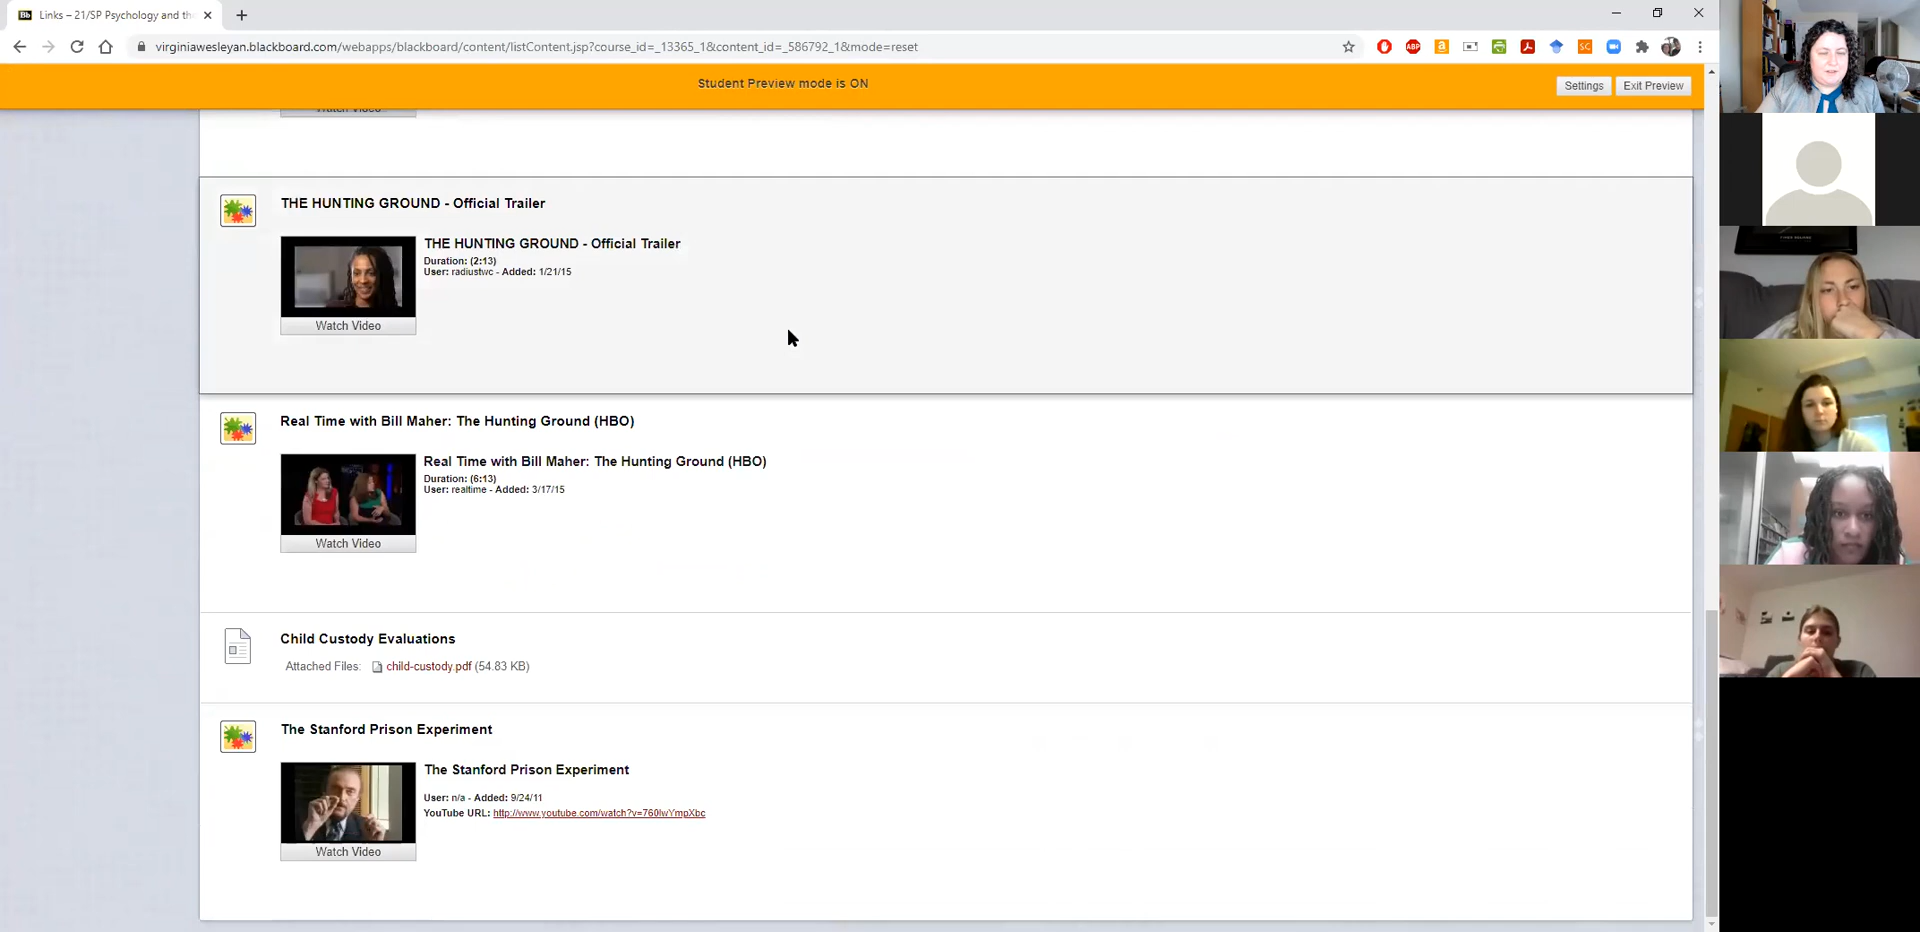 Links – 21/SP Psychology and th
virginiawesleyan.blackboard.com/webapps/blackboard/content/listContent.jsp?course_id=_13365_1&content_id=_586792_1&mode=reset
ABP
SC
Student Preview mode is ON
Settings
Exit Preview
Watch Video
THE HUNTING GROUND - Official Trailer
THE HUNTING GROUND - Official Trailer
Duration: (2:13)
User: radiustwc - Added: 1/21/15
Watch Video
Real Time with Bill Maher: The Hunting Ground (HBO)
Real Time with Bill Maher: The Hunting Ground (HBO)
Duration: (6:13)
User: realtime - Added: 3/17/15
Watch Video
Child Custody Evaluations
Attached Files: child-custody.pdf (54.83 KB)
The Stanford Prison Experiment
The Stanford Prison Experiment
User: n/a - Added: 9/24/11
YouTube URL: http://www.youtube.com/watch?v=760lwYmpXbc
Watch Video